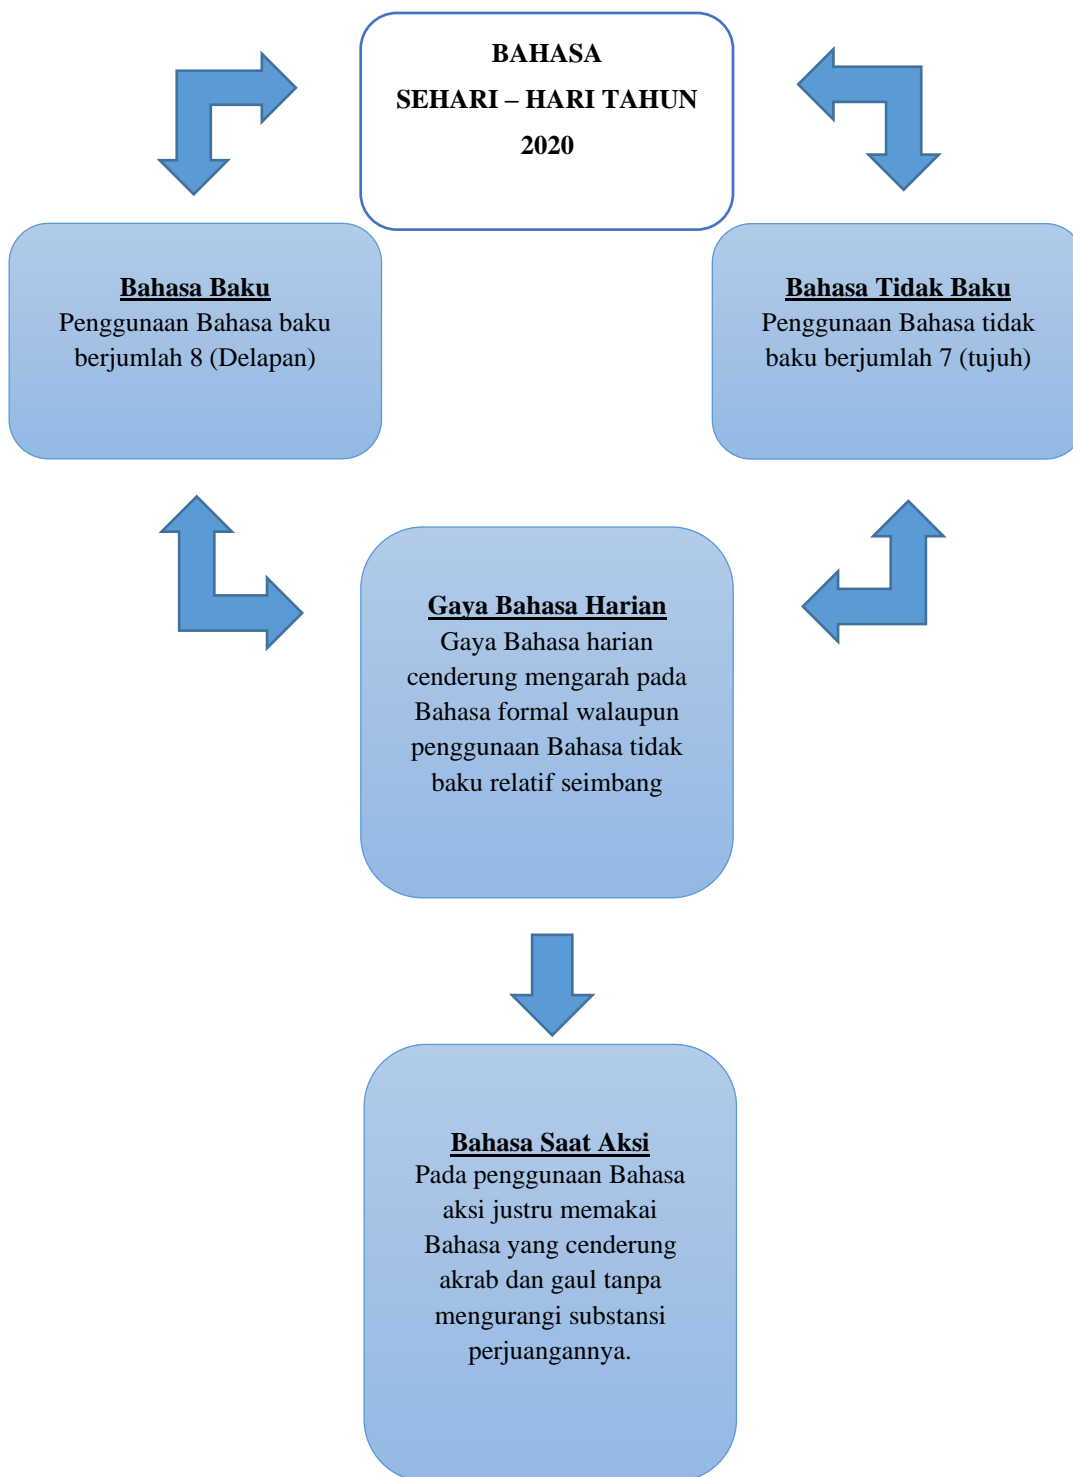 BAHASA
SEHARI – HARI TAHUN
2020
Bahasa Baku
Penggunaan Bahasa baku
berjumlah 8 (Delapan)
Bahasa Tidak Baku
Penggunaan Bahasa tidak
baku berjumlah 7 (tujuh)
Gaya Bahasa Harian
Gaya Bahasa harian
cenderung mengarah pada
Bahasa formal walaupun
penggunaan Bahasa tidak
baku relatif seimbang
Bahasa Saat Aksi
Pada penggunaan Bahasa
aksi justru memakai
Bahasa yang cenderung
akrab dan gaul tanpa
mengurangi substansi
perjuangannya.